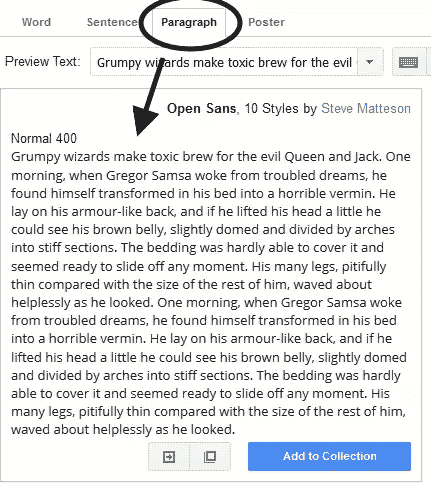 Word Sentence Paragraph Poster
Preview Text: Grumpy wizards make toxic brew for the evil
Open Sans, 10 Styles by Steve Matteson
Normal 400
Grumpy wizards make toxic brew for the evil Queen and Jack. One
morning, when Gregor Samsa woke from troubled dreams, he
found himself transformed in his bed into a horrible vermin. He
lay on his armour-like back, and if he lifted his head a little he
could see his brown belly, slightly domed and divided by arches
into stiff sections. The bedding was hardly able to cover it and
seemed ready to slide off any moment. His many legs, pitifully
thin compared with the size of the rest of him, waved about
helplessly as he looked. One morning, when Gregor Samsa woke
from troubled dreams, he found himself transformed in his bed
into a horrible vermin. He lay on his armour-like back, and if he
lifted his head a little he could see his brown belly, slightly domed
and divided by arches into stiff sections. The bedding was hardly
able to cover it and seemed ready to slide off any moment. His
many legs, pitifully thin compared with the size of the rest of him,
waved about helplessly as he looked.
Add to Collection